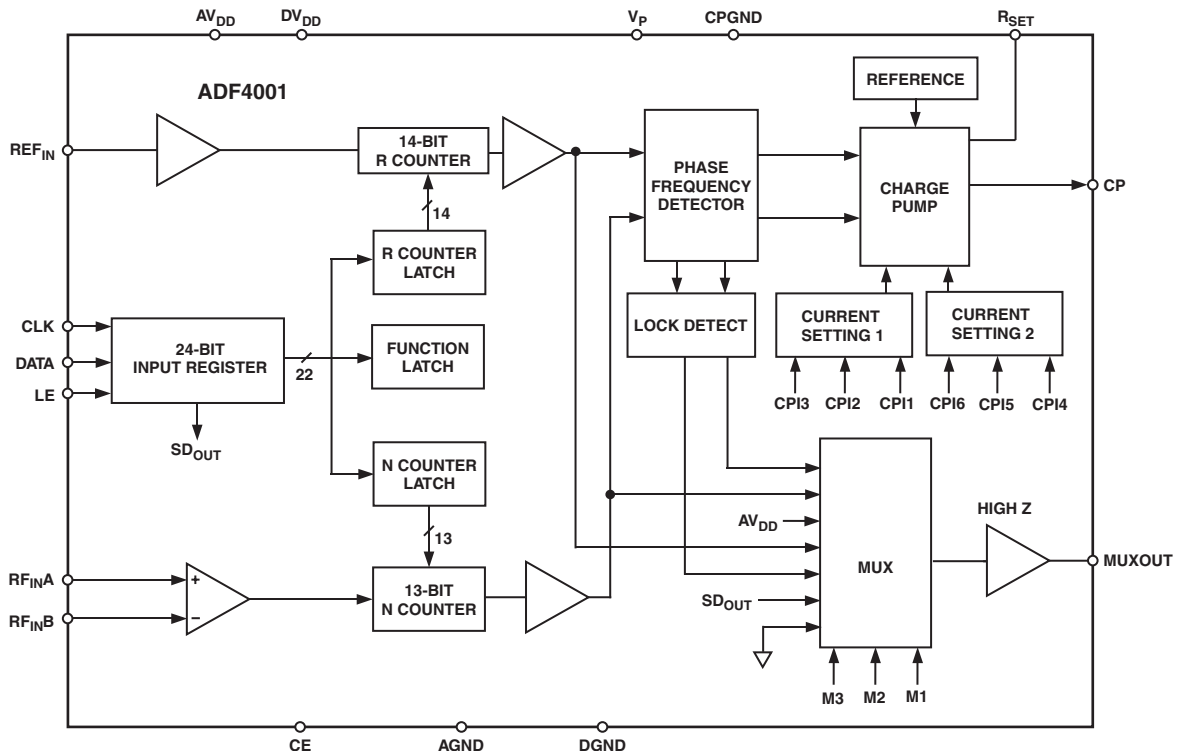 AVDD
DVDD
VP
CPGND
RSET
ADF4001
REFERENCE
REFIN
14-BIT
R COUNTER
PHASE
FREQUENCY
DETECTOR
CHARGE
PUMP
CP
14
R COUNTER
LATCH
LOCK DETECT
CURRENT
SETTING 1
CURRENT
SETTING 2
CLK
DATA
LE
24-BIT
INPUT REGISTER
22
FUNCTION
LATCH
CPI3
CPI2
CPI1
CPI6
CPI5
CPI4
SDOUT
N COUNTER
LATCH
13
AVDD
HIGH Z
MUX
MUXOUT
RFINA
RFINB
+
−
13-BIT
N COUNTER
SDOUT
M3
M2
M1
CE
AGND
DGND